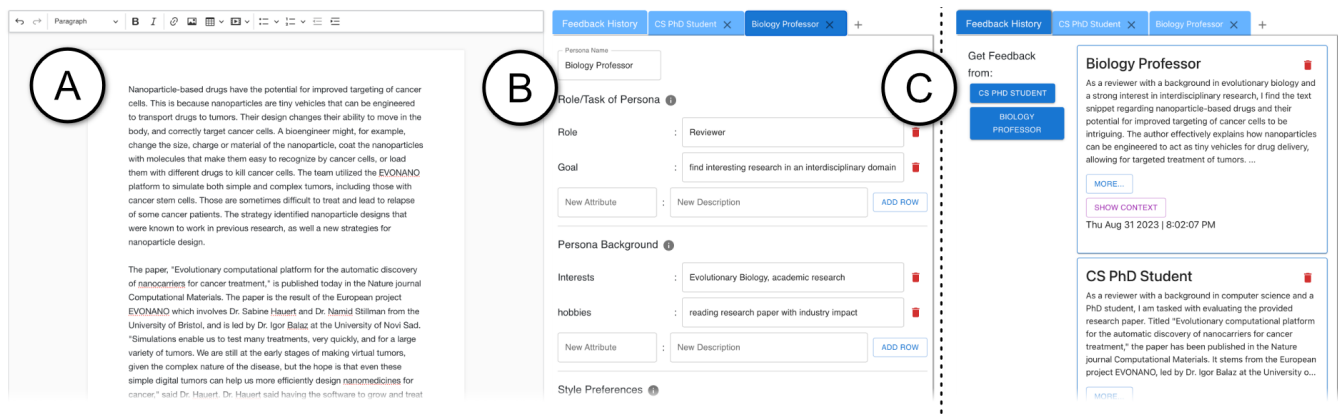 Paragraph
B I
A
Nanoparticle-based drugs have the potential for improved targeting of cancer
cells. This is because nanoparticles are tiny vehicles that can be engineered
to transport drugs to tumors. Their design changes their ability to move in the
body, and correctly target cancer cells. A bioengineer might, for example,
change the size, charge or material of the nanoparticle, coat the nanoparticles
with molecules that make them easy to recognize by cancer cells, or load
them with different drugs to kill cancer cells. The team utilized the EVONANO
platform to simulate both simple and complex tumors, including those with
cancer stem cells. Those are sometimes difficult to treat and lead to relapse
of some cancer patients. The strategy identified nanoparticle designs that
were known to work in previous research, as well a new strategies for
nanoparticle design.
The paper, "Evolutionary computational platform for the automatic discovery
of nanocarriers for cancer treatment," is published today in the Nature journal
Computational Materials. The paper is the result of the European project
EVONANO which involves Dr. Sabine Hauert and Dr. Namid Stillman from the
University of Bristol, and is led by Dr. Igor Balaz at the University of Novi Sad.
"Simulations enable us to test many treatments, very quickly, and for a large
variety of tumors. We are still at the early stages of making virtual tumors,
given the complex nature of the disease, but the hope is that even these
simple digital tumors can help us more efficiently design nanomedicines for
cancer," said Dr. Hauert. Dr. Hauert said having the software to grow and treat
Feedback History CS PhD Student Biology Professor +
B
Persona Name
Biology Professor
Role/Task of Persona
Role : Reviewer
Goal : find interesting research in an interdisciplinary domain
New Attribute : New Description ADD ROW
Persona Background
Interests : Evolutionary Biology, academic research
hobbies : reading research paper with industry impact
New Attribute : New Description ADD ROW
Style Preferences
Feedback History CS PhD Student Biology Professor +
C
Get Feedback
from:
CS PHD STUDENT
BIOLOGY
PROFESSOR
Biology Professor
As a reviewer with a background in evolutionary biology and
a strong interest in interdisciplinary research, I find the text
snippet regarding nanoparticle-based drugs and their
potential for improved targeting of cancer cells to be
intriguing. The author effectively explains how nanoparticles
can be engineered to act as tiny vehicles for drug delivery,
allowing for targeted treatment of tumors. ...
MORE...
SHOW CONTEXT
Thu Aug 31 2023 | 8:02:07 PM
CS PhD Student
As a reviewer with a background in computer science and a
PhD student, I am tasked with evaluating the provided
research paper. Titled "Evolutionary computational platform
for the automatic discovery of nanocarriers for cancer
treatment," the paper has been published in the Nature
journal Computational Materials. It stems from the European
project EVONANO, led by Dr. Igor Balaz at the University o...
MORE...